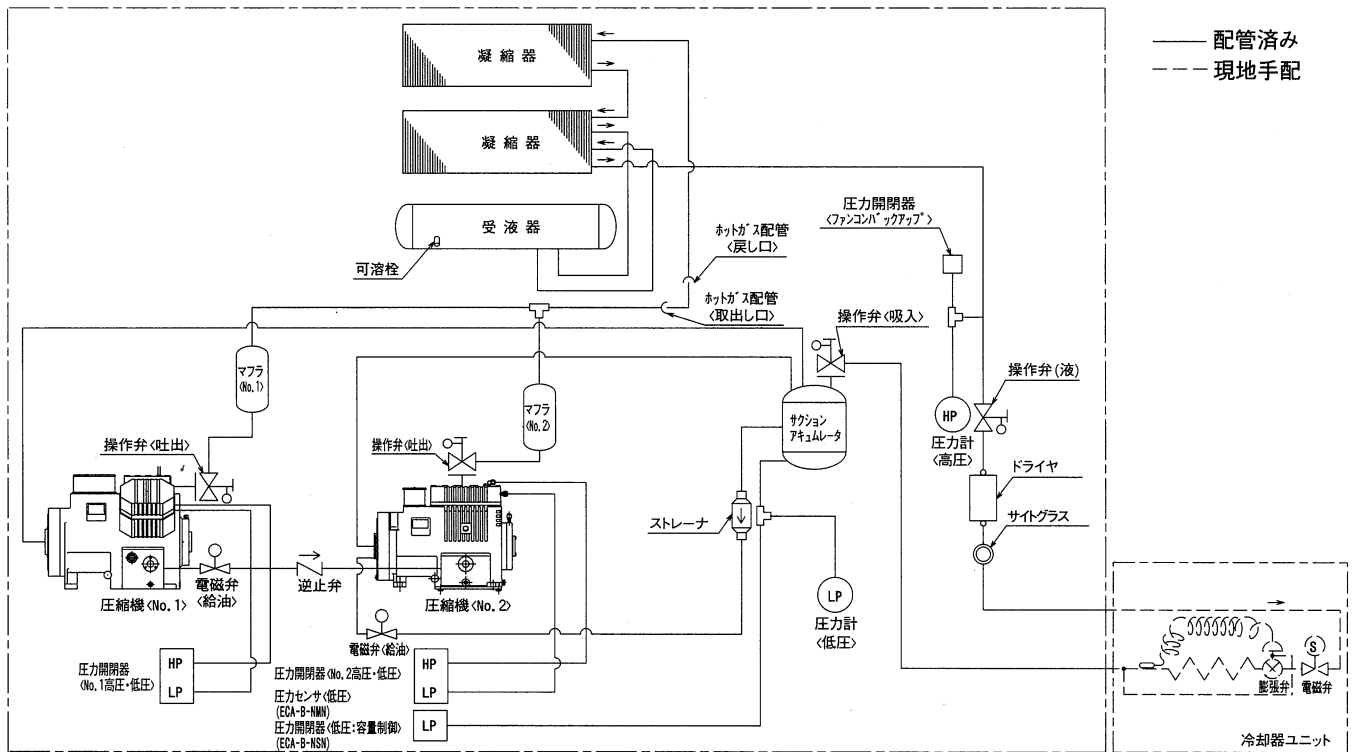 凝縮器
配管済み
現地手配
凝縮器
受液器
可溶栓
ホットガス配管
〈戻し口〉
ホットガス配管
〈取出し口〉
圧力開閉器
〈ファンコンバックアップ〉
操作弁〈吸入〉
操作弁(液)
マフラ
〈No.1〉
マフラ
〈No.2〉
サクション
アキュムレータ
HP
圧力計
〈高圧〉
操作弁〈吐出〉
操作弁〈吐出〉
ドライヤ
ストレーナ
サイトグラス
電磁弁
〈給油〉
逆止弁
圧縮機〈No.1〉
圧縮機〈No.2〉
LP
圧力計
〈低圧〉
電磁弁〈給油〉
圧力開閉器
〈No.1高圧・低圧〉
HP
LP
圧力開閉器〈No.2高圧・低圧〉
HP
LP
圧力センサ〈低圧〉
(ECA-B-NMN)
圧力開閉器〈低圧:容量制御〉
(ECA-B-NSN)
LP
S
膨張弁
電磁弁
冷却器ユニット